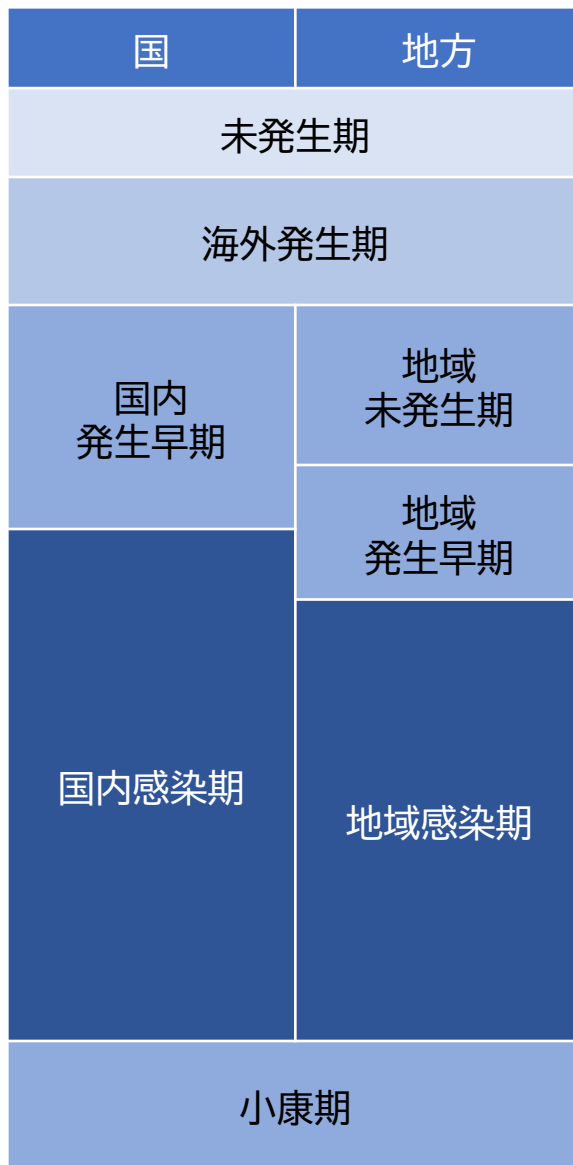 国
地方
未発生期
海外発生期
国内
発生早期
地域
未発生期
地域
発生早期
国内感染期
地域感染期
小康期